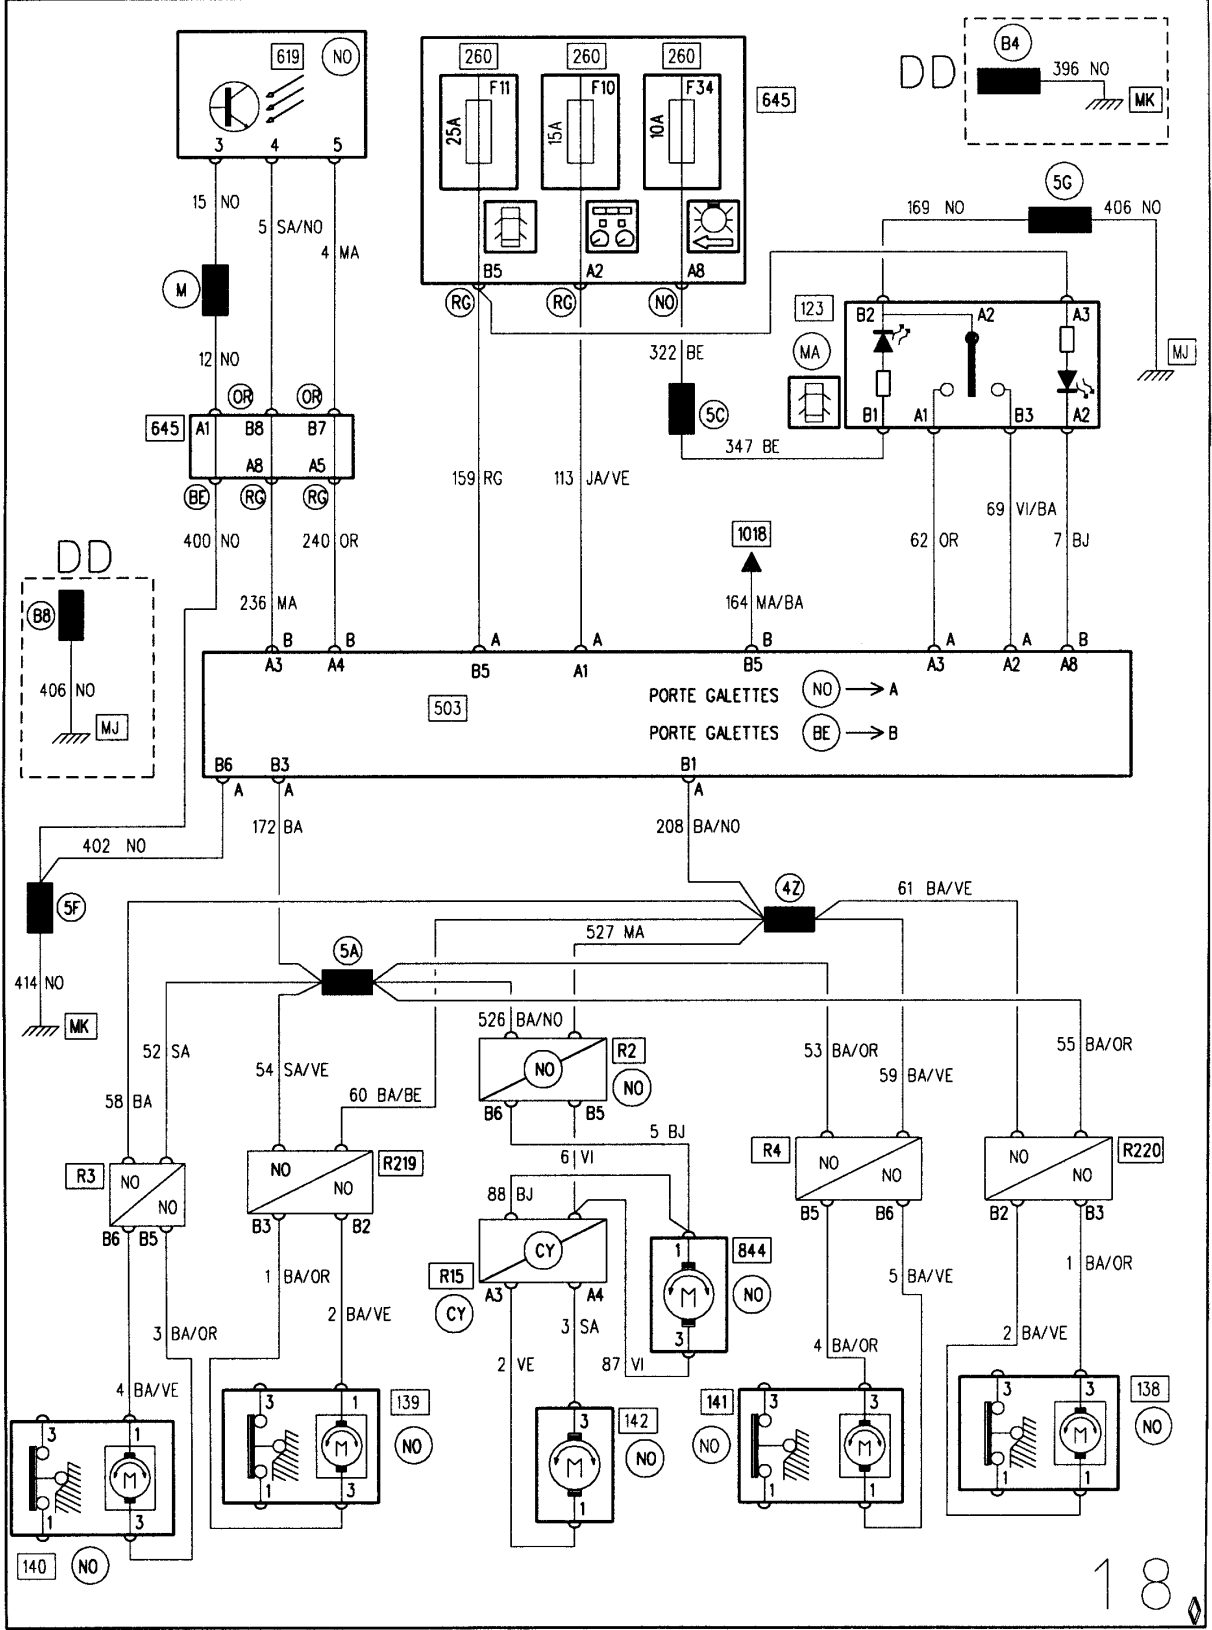 619 NO
260 260 260
F11 F10 F34
25A 15A 10A
645
DD
B4
396 NO
MK
3 4 5
15 NO
5 SA/NO
4 MA
M
B5 A2 A8
RG RG NO
5G
169 NO
406 NO
MJ
123
MA
B2 A2 A3
B1 A1 B3 A2
12 NO
OR OR
645
A1 B8 B7
A8 A5
BE RG RG
322 BE
5C
347 BE
159 RG
113 JA/VE
400 NO
240 OR
236 MA
1018
164 MA/BA
62 OR
69 VI/BA
7 BJ
DD
B8
406 NO
MJ
B B A A B A A B
A3 A4 B5 A1 B5 A3 A2 A8
503
PORTE GALETTES NO A
PORTE GALETTES BE B
B6 B3 B1
A A A
172 BA
208 BA/NO
402 NO
5F
414 NO
MK
4Z
61 BA/VE
527 MA
5A
526 BA/NO
52 SA
54 SA/VE
58 BA
60 BA/BE
NO
R2
NO
B6 B5
53 BA/OR
59 BA/VE
55 BA/OR
5 BJ
6 VI
88 BJ
R3
NO
NO
B6 B5
NO
NO
R219
B3 B2
R4
NO
NO
B5 B6
NO
NO
R220
B2 B3
CY
R15
CY
A3 A4
1
M
3
844
NO
1 BA/OR
2 BA/VE
3 BA/OR
4 BA/VE
3 SA
2 VE
87 VI
5 BA/VE
4 BA/OR
1 BA/OR
2 BA/VE
3 1
M
1 3
140 NO
3 1
M
1 3
139
NO
3
M
1
142
NO
141
NO
3 3
M
1 1
3 3
M
1 1
138
NO
18